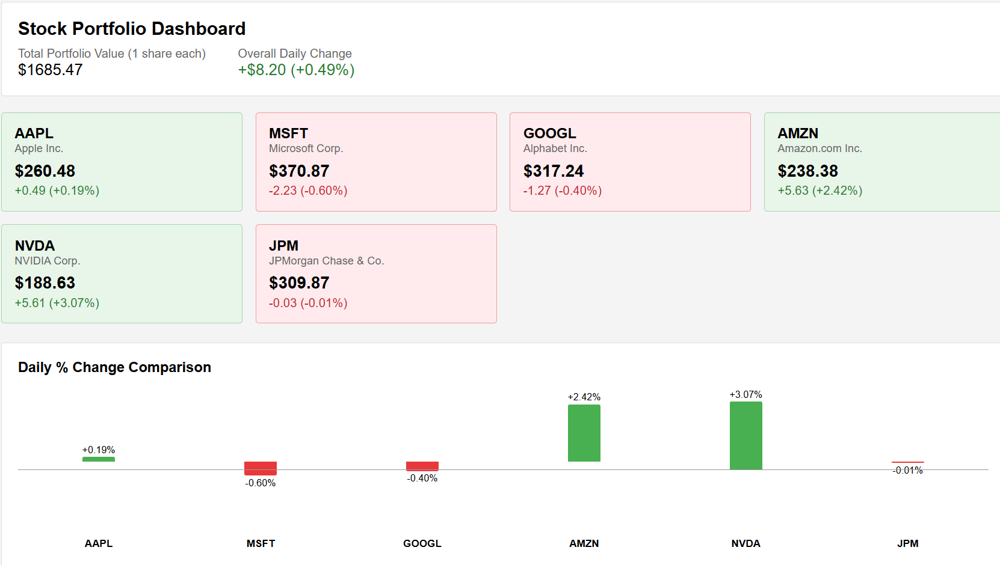 Stock Portfolio Dashboard
Total Portfolio Value (1 share each)
$1685.47
Overall Daily Change
+$8.20 (+0.49%)
AAPL
Apple Inc.
$260.48
+0.49 (+0.19%)
MSFT
Microsoft Corp.
$370.87
-2.23 (-0.60%)
GOOGL
Alphabet Inc.
$317.24
-1.27 (-0.40%)
AMZN
Amazon.com Inc.
$238.38
+5.63 (+2.42%)
NVDA
NVIDIA Corp.
$188.63
+5.61 (+3.07%)
JPM
JPMorgan Chase & Co.
$309.87
-0.03 (-0.01%)
Daily % Change Comparison
+0.19%
-0.60%
-0.40%
+2.42%
+3.07%
-0.01%
AAPL
MSFT
GOOGL
AMZN
NVDA
JPM